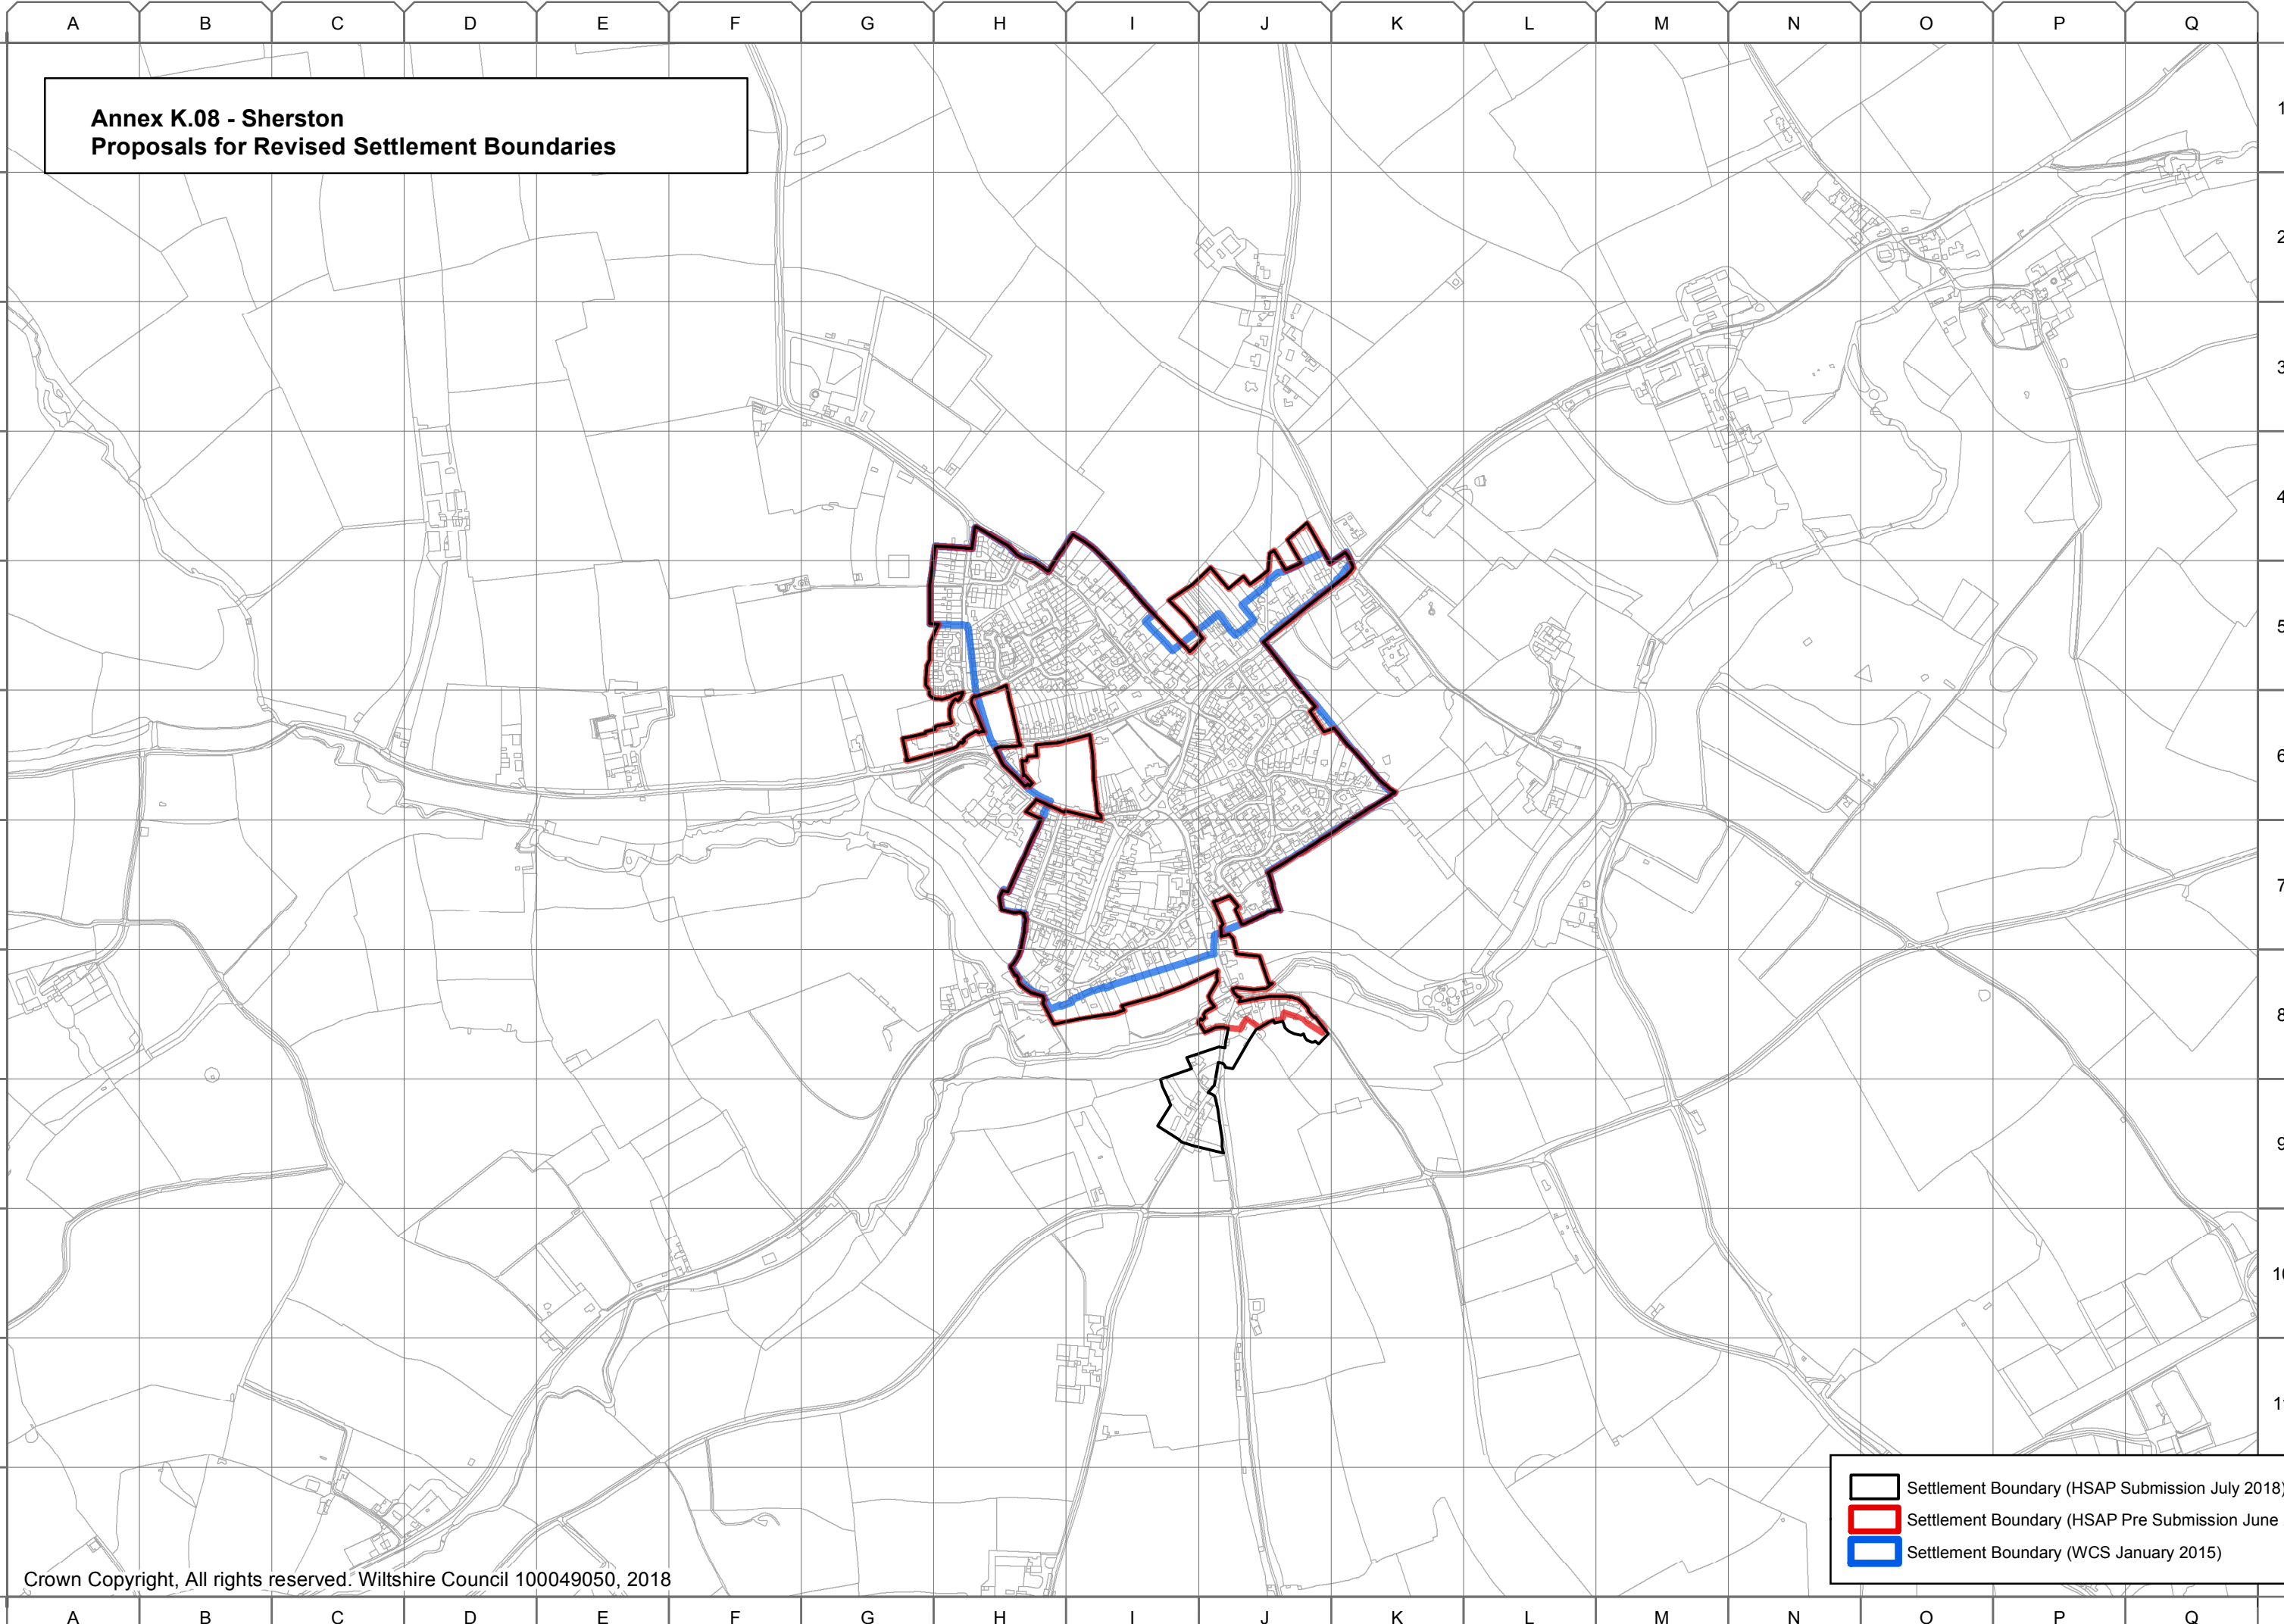 A B C D E F G H I J K L M N O P Q
Annex K.08 - Sherston
Proposals for Revised Settlement Boundaries
1
2
3
4
5
6
7
8
9
10
11
Settlement Boundary (HSAP Submission July 2018)
Settlement Boundary (HSAP Pre Submission June
Settlement Boundary (WCS January 2015)
Crown Copyright, All rights reserved. Wiltshire Council 100049050, 2018
A B C D E F G H I J K L M N O P Q